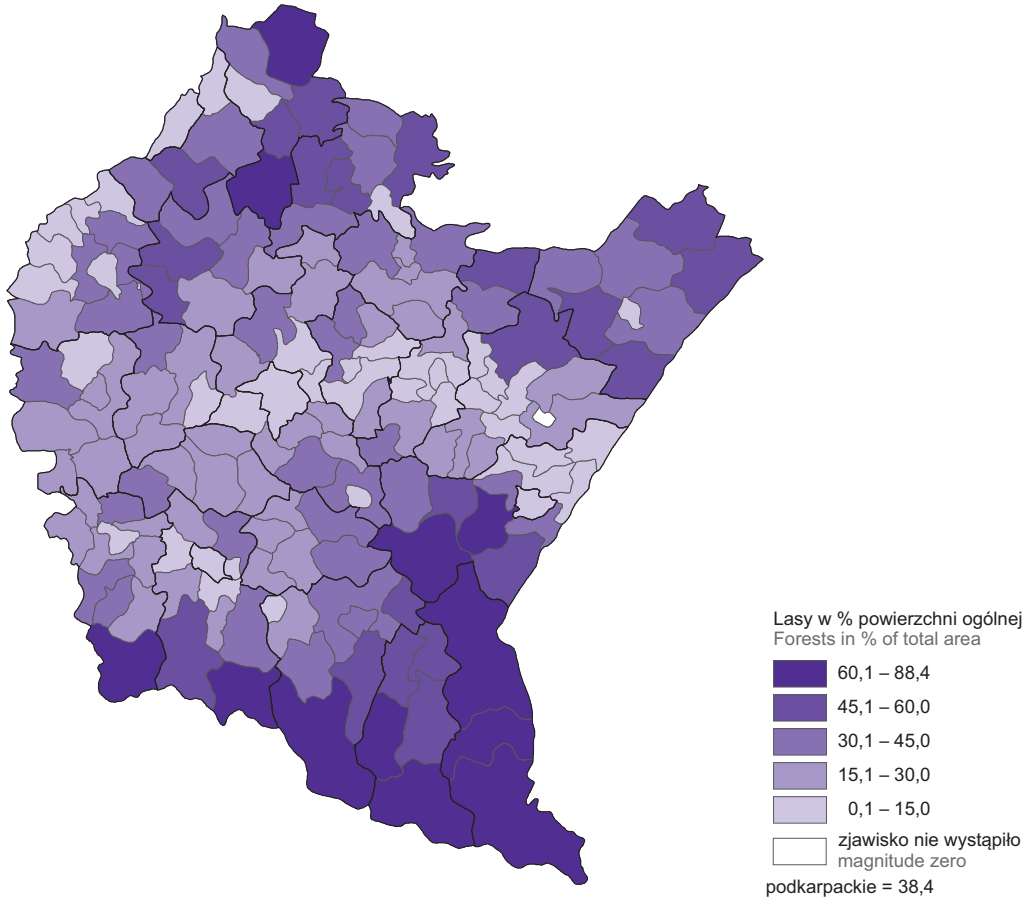 Lasy w % powierzchni ogólnej
Forests in % of total area
60,1 – 88,4
45,1 – 60,0
30,1 – 45,0
15,1 – 30,0
0,1 – 15,0
zjawisko nie wystąpiło
magnitude zero
podkarpackie = 38,4